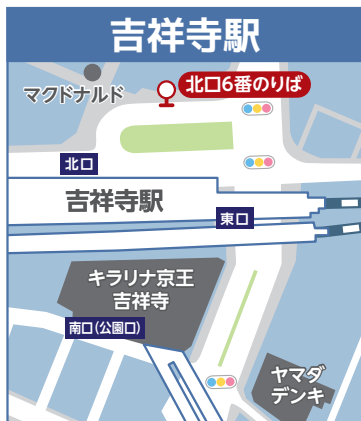 吉祥寺駅
マクドナルド
北口6番のりば
北口
吉祥寺駅
東口
キラリナ京王
吉祥寺
南口(公園口)
ヤマダ
デンキ